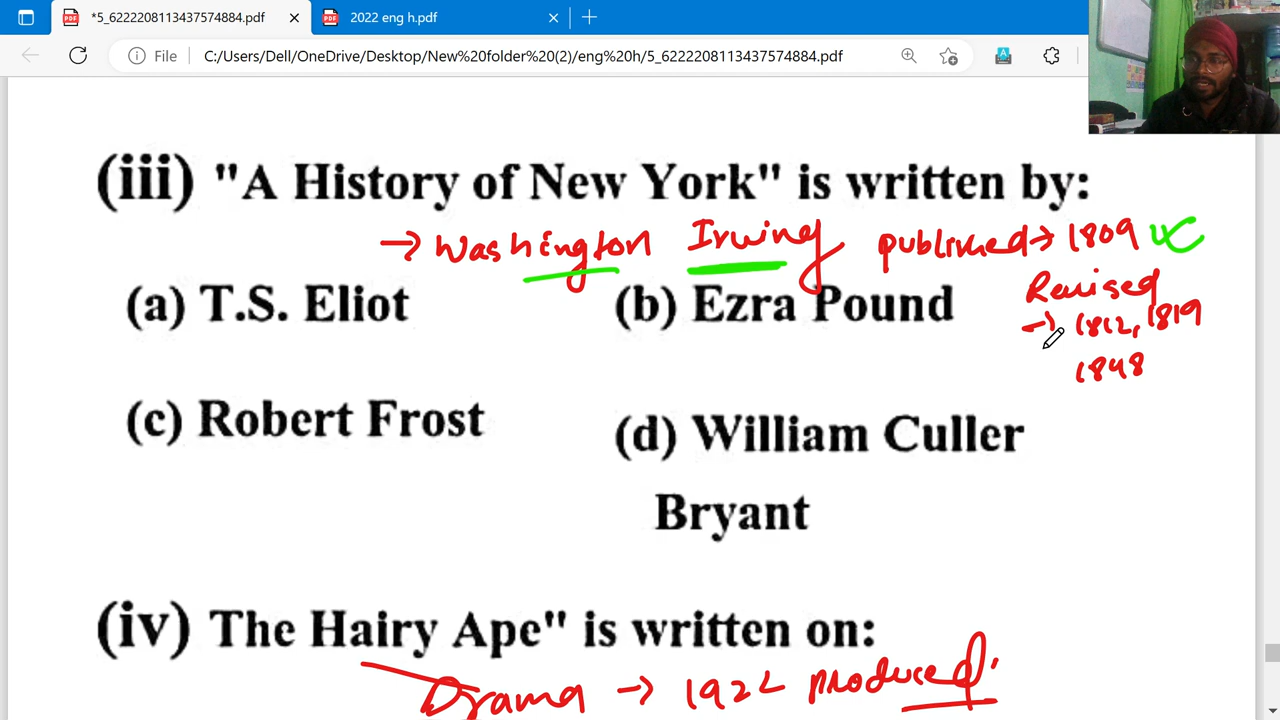 *5_6222208113437574884.pdf
2022 eng h.pdf
File C:/Users/Dell/OneDrive/Desktop/New%20folder%20(2)/eng%20h/5_6222208113437574884.pdf
(iii) "A History of New York" is written by:
→ Washington Irwing published → 1809
Revised
→ 1812, 1819
1848
(a) T.S. Eliot (b) Ezra Pound
(c) Robert Frost (d) William Culler
Bryant
(iv) The Hairy Ape" is written on:
Drama → 1922 produced.